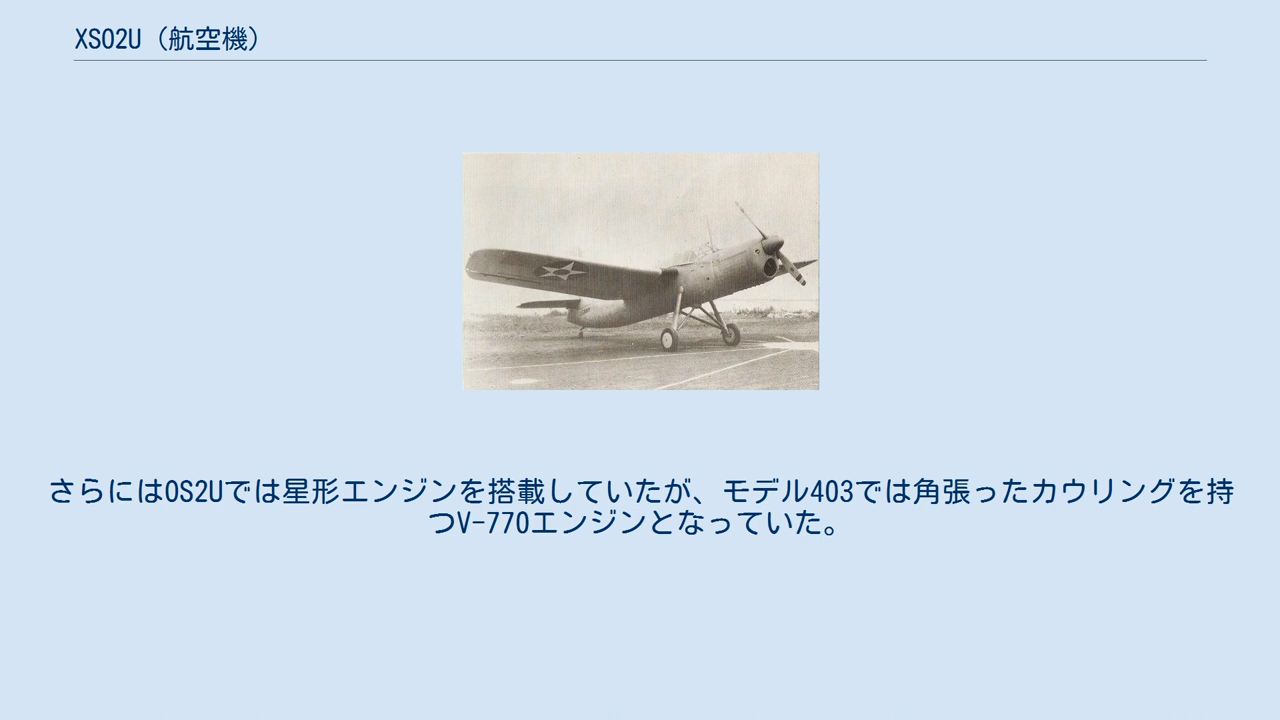 XSO2U（航空機）
さらにはOS2Uでは星形エンジンを搭載していたが、モデル403では角張ったカウリングを持
つV-770エンジンとなっていた。